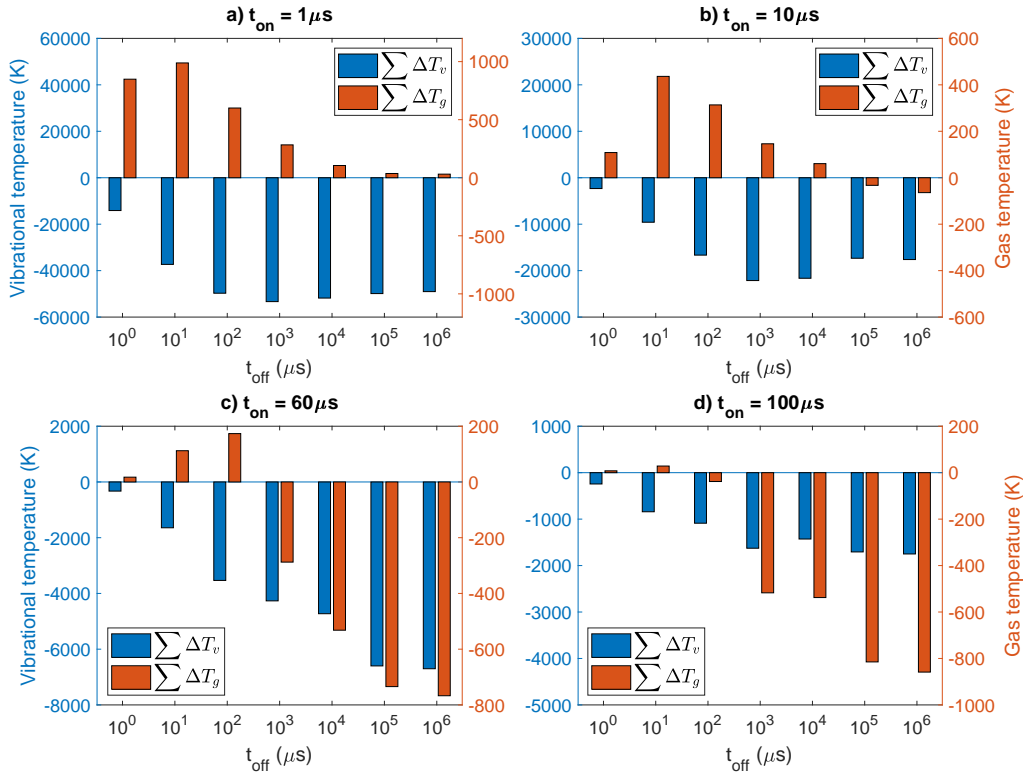 a) t_on = 1μs
60000
40000
20000
0
-20000
-40000
-60000
Vibrational temperature (K)
1000
500
0
-500
-1000
∑ ΔT_v
∑ ΔT_g
10^0 10^1 10^2 10^3 10^4 10^5 10^6
t_off (μs)
b) t_on = 10μs
30000
20000
10000
0
-10000
-20000
-30000
600
400
200
0
-200
-400
-600
Gas temperature (K)
∑ ΔT_v
∑ ΔT_g
10^0 10^1 10^2 10^3 10^4 10^5 10^6
t_off (μs)
c) t_on = 60μs
2000
0
-2000
-4000
-6000
-8000
Vibrational temperature (K)
200
0
-200
-400
-600
-800
∑ ΔT_v
∑ ΔT_g
10^0 10^1 10^2 10^3 10^4 10^5 10^6
t_off (μs)
d) t_on = 100μs
1000
0
-1000
-2000
-3000
-4000
-5000
200
0
-200
-400
-600
-800
-1000
Gas temperature (K)
∑ ΔT_v
∑ ΔT_g
10^0 10^1 10^2 10^3 10^4 10^5 10^6
t_off (μs)